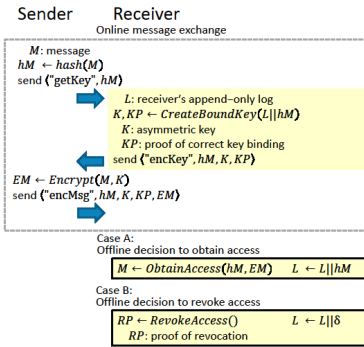 Sender Receiver
Online message exchange
M: message
hM ← hash(M)
send ("getKey", hM)
L: receiver's append–only log
K, KP ← CreateBoundKey(L||hM)
K: asymmetric key
KP: proof of correct key binding
send ("encKey", hM, K, KP)
EM ← Encrypt(M, K)
send ("encMsg", hM, K, KP, EM)
Case A:
Offline decision to obtain access
M ← ObtainAccess(hM, EM) L ← L||hM
Case B:
Offline decision to revoke access
RP ← RevokeAccess() L ← L||δ
RP: proof of revocation